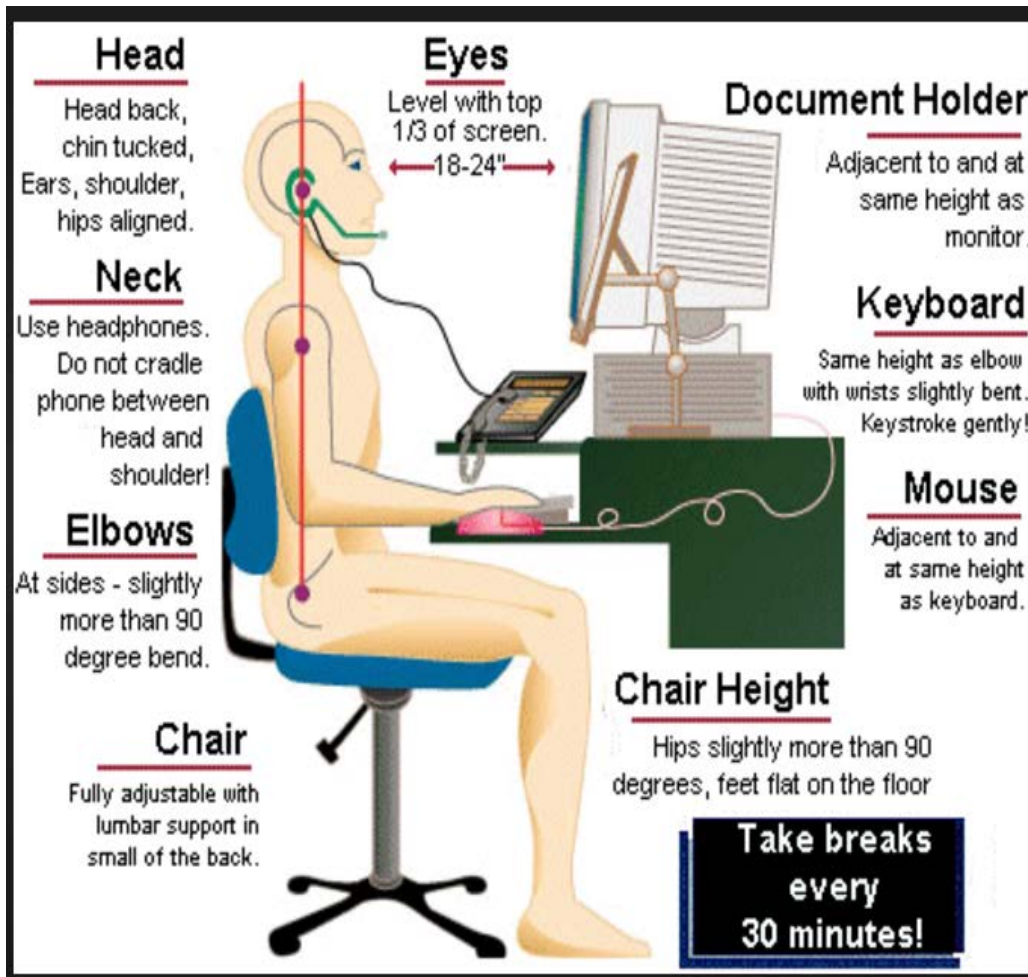 Head
Head back,
chin tucked,
Ears, shoulder,
hips aligned.
Neck
Use headphones.
Do not cradle
phone between
head and
shoulder!
Elbows
At sides - slightly
more than 90
degree bend.
Chair
Fully adjustable with
lumbar support in
small of the back.
Eyes
Level with top
1/3 of screen.
18-24"
Document Holder
Adjacent to and at
same height as
monitor.
Keyboard
Same height as elbow
with wrists slightly bent.
Keystroke gently!
Mouse
Adjacent to and
at same height
as keyboard.
Chair Height
Hips slightly more than 90
degrees, feet flat on the floor
Take breaks
every
30 minutes!